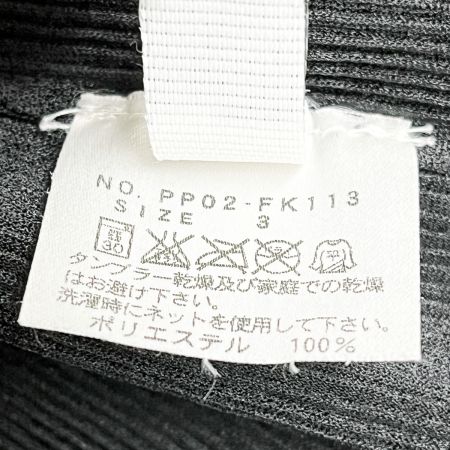 NO. PP02-FK113
SIZE 3
30
タンブラー乾燥及び家庭での乾燥
はお避け下さい。
洗濯時にネットを使用して下さい。
ポリエステル 100%